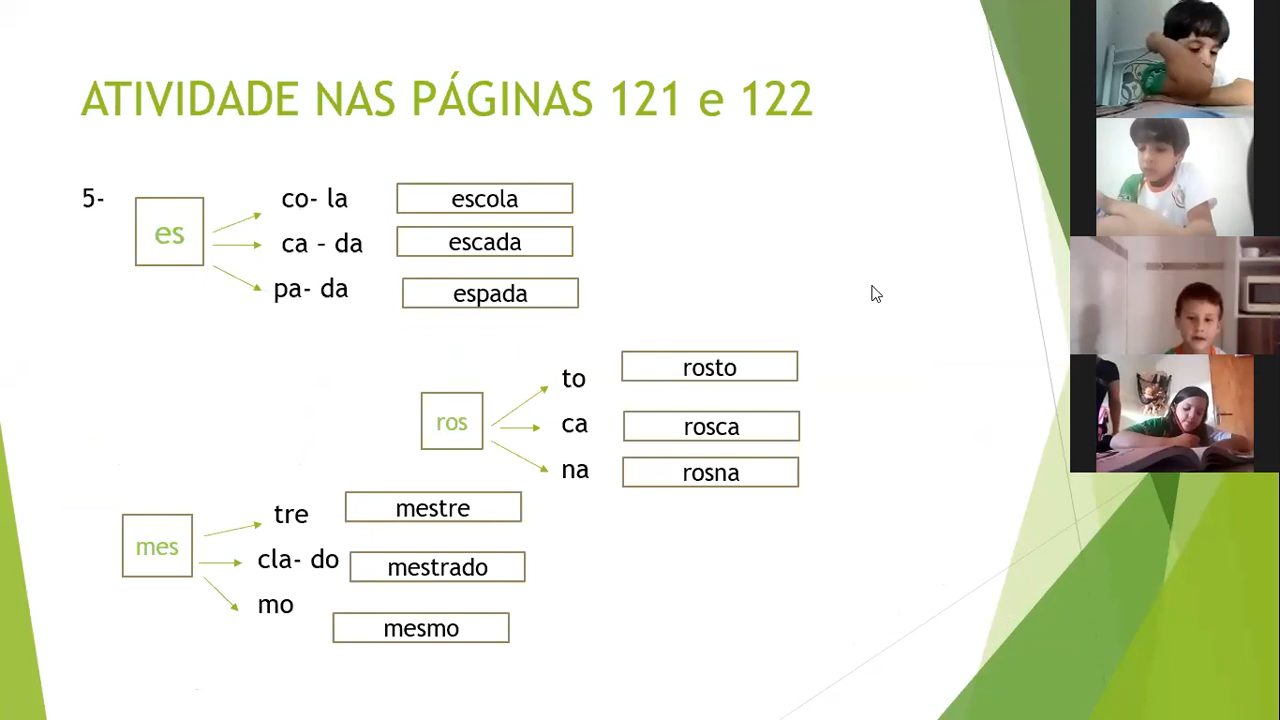 ATIVIDADE NAS PÁGINAS 121 e 122
5-
es
co- la
escola
ca – da
escada
pa- da
espada
ros
to
rosto
ca
rosca
na
rosna
mes
tre
mestre
cla- do
mestrado
mo
mesmo